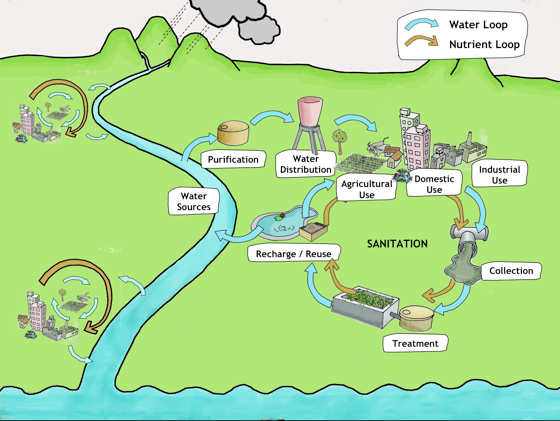 Water Loop
Nutrient Loop
Purification
Water
Distribution
Agricultural
Use
Domestic
Use
Industrial
Use
Water
Sources
SANITATION
Recharge / Reuse
Collection
Treatment